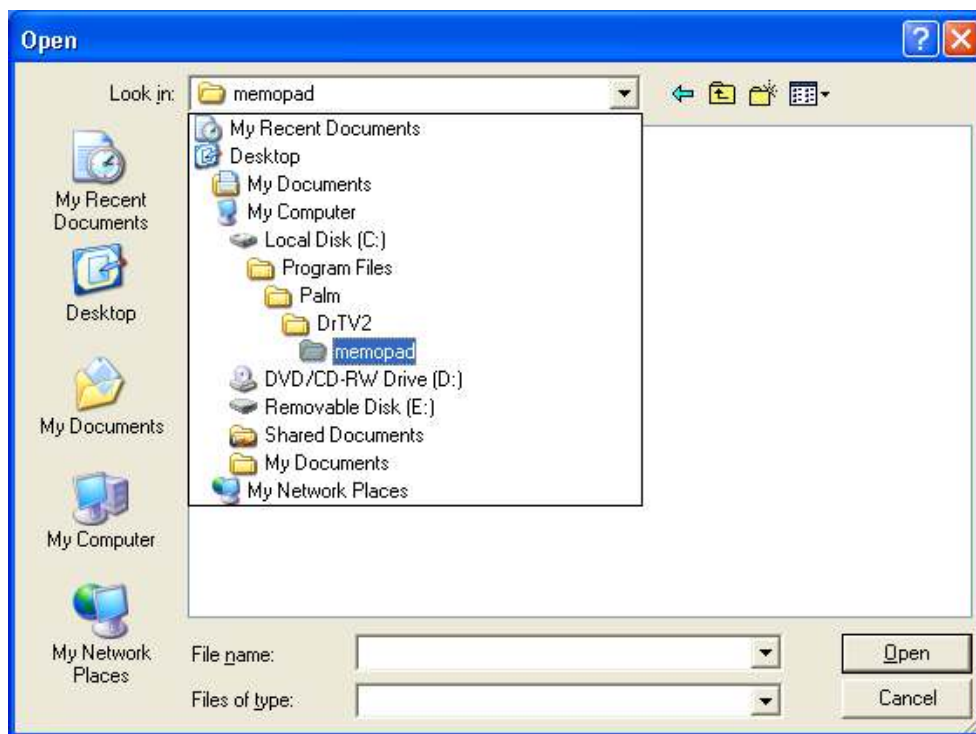 Open
Look in: memopad
My Recent Documents
Desktop
My Documents
My Computer
Local Disk (C:)
Program Files
Palm
DrTV2
memopad
DVD/CD-RW Drive (D:)
Removable Disk (E:)
Shared Documents
My Documents
My Network Places
My Recent
Documents
Desktop
My Documents
My Computer
My Network
Places
File name:
Open
Files of type:
Cancel